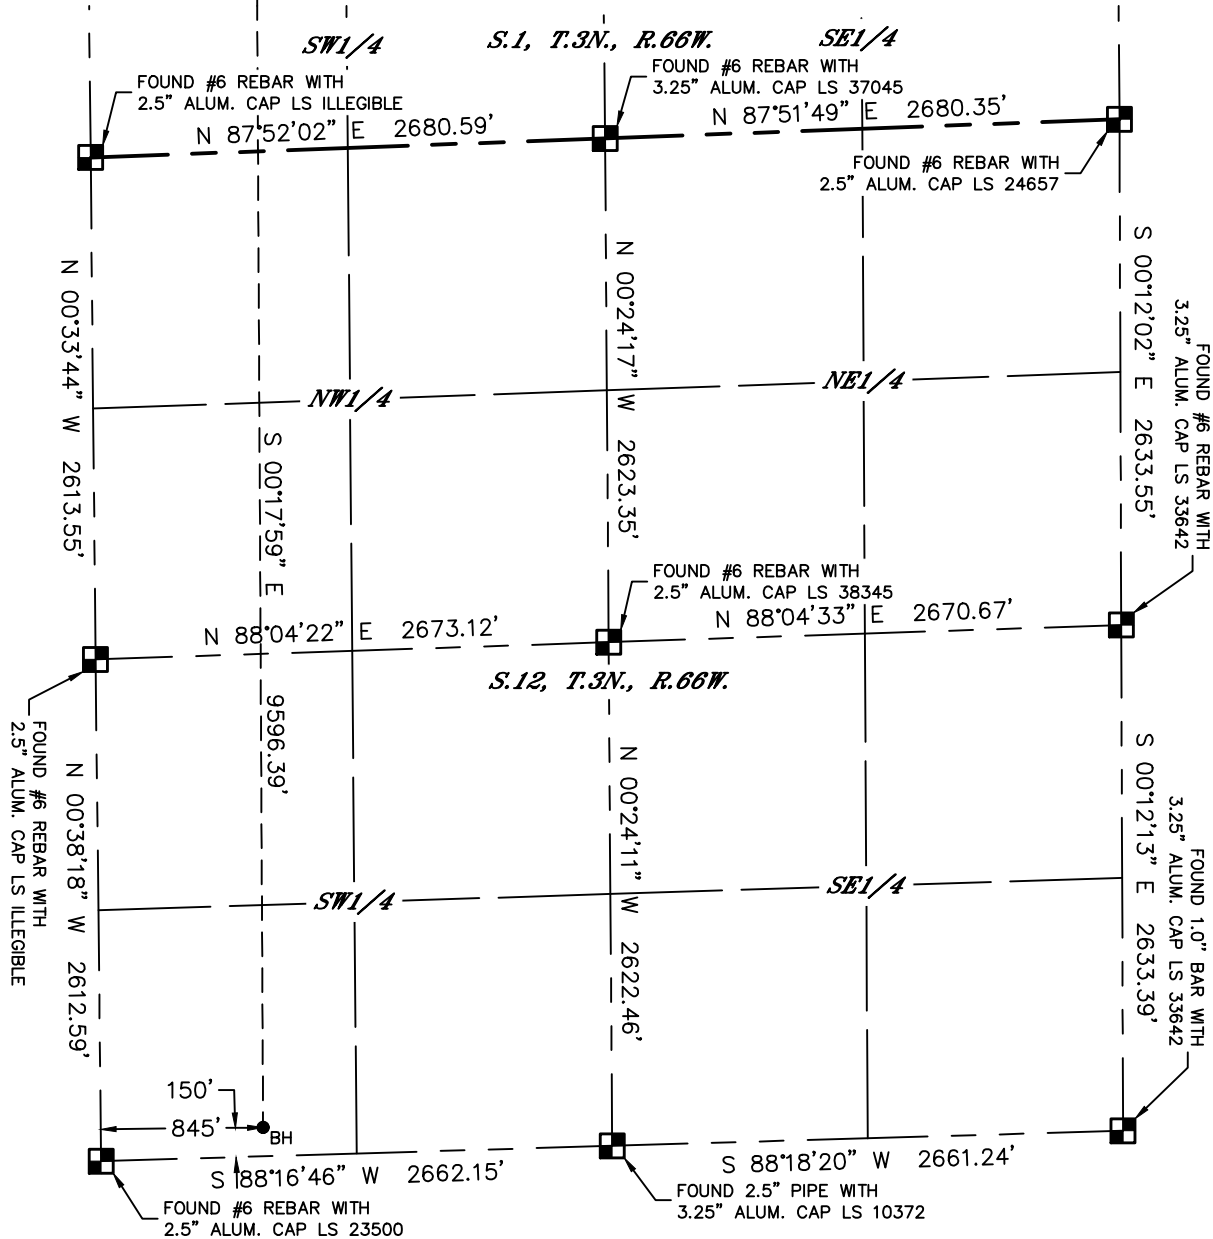 SW1/4
S.1, T.3N., R.66W.
SE1/4
FOUND #6 REBAR WITH
2.5” ALUM. CAP LS ILLEGIBLE
FOUND #6 REBAR WITH
3.25” ALUM. CAP LS 37045
N 87°52’02” E 2680.59’
N 87°51’49” E 2680.35’
FOUND #6 REBAR WITH
2.5” ALUM. CAP LS 24657
N 00°33’44” W 2613.55’
N 00°24’17” W 2623.35’
S 00°12’02” E 2633.55’
FOUND #6 REBAR WITH
3.25” ALUM. CAP LS 33642
NW1/4
NE1/4
S 00°17’59” E 9596.39’
FOUND #6 REBAR WITH
2.5” ALUM. CAP LS 38345
N 88°04’22” E 2673.12’
N 88°04’33” E 2670.67’
S.12, T.3N., R.66W.
FOUND #6 REBAR WITH
2.5” ALUM. CAP LS ILLEGIBLE
N 00°38’18” W 2612.59’
N 00°24’11” W 2622.46’
S 00°12’13” E 2633.39’
FOUND 1.0” BAR WITH
3.25” ALUM. CAP LS 33642
SW1/4
SE1/4
150’
845’
BH
S 88°16’46” W 2662.15’
S 88°18’20” W 2661.24’
FOUND #6 REBAR WITH
2.5” ALUM. CAP LS 23500
FOUND 2.5” PIPE WITH
3.25” ALUM. CAP LS 10372